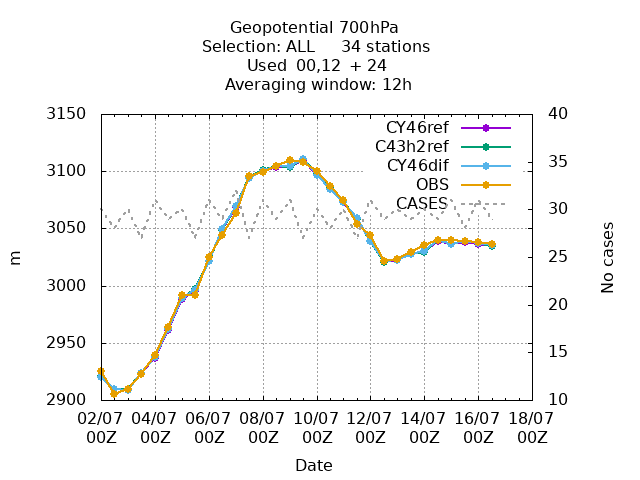 Geopotential 700hPa
Selection: ALL 34 stations
Used 00,12 + 24
Averaging window: 12h
3150
3100
3050
3000
2950
2900
m
40
35
30
25
20
15
10
No cases
CY46ref
C43h2ref
CY46dif
OBS
CASES
02/07 04/07 06/07 08/07 10/07 12/07 14/07 16/07 18/07
00Z 00Z 00Z 00Z 00Z 00Z 00Z 00Z 00Z
Date